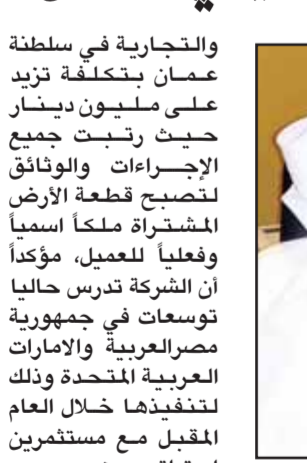 والتجارية في سلطنة
عمان بتكلفة تزيد
على مليون دينار
حيث رتبت جميع
الإجراءات والوثائق
لتصبح قطعة الأرض
المشتراة ملكاً اسمياً
وفعلياً للعميل، مؤكداً
أن الشركة تدرس حاليا
توسعات في جمهورية
مصرالعربية والامارات
العربية المتحدة وذلك
لتنفيذها خلال العام
المقبل مع مستثمرين